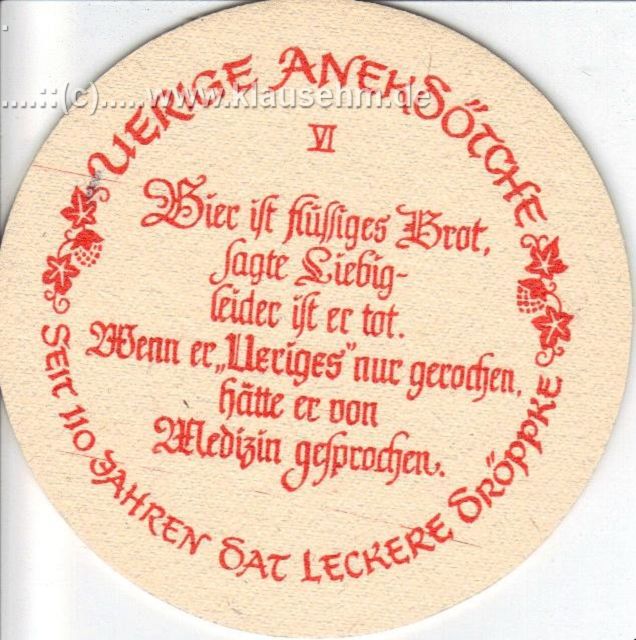 .....::(c).....www.klausehm.de
UERIGE ANEKDÖTCHE
VI
Bier ist flüssiges Brot,
sagte Liebig-
leider ist er tot.
Wenn er „Ueriges" nur gerochen,
hätte er von
Medizin gesprochen.
SEIT 110 JAHREN DAT LECKERE DRÖPPKE